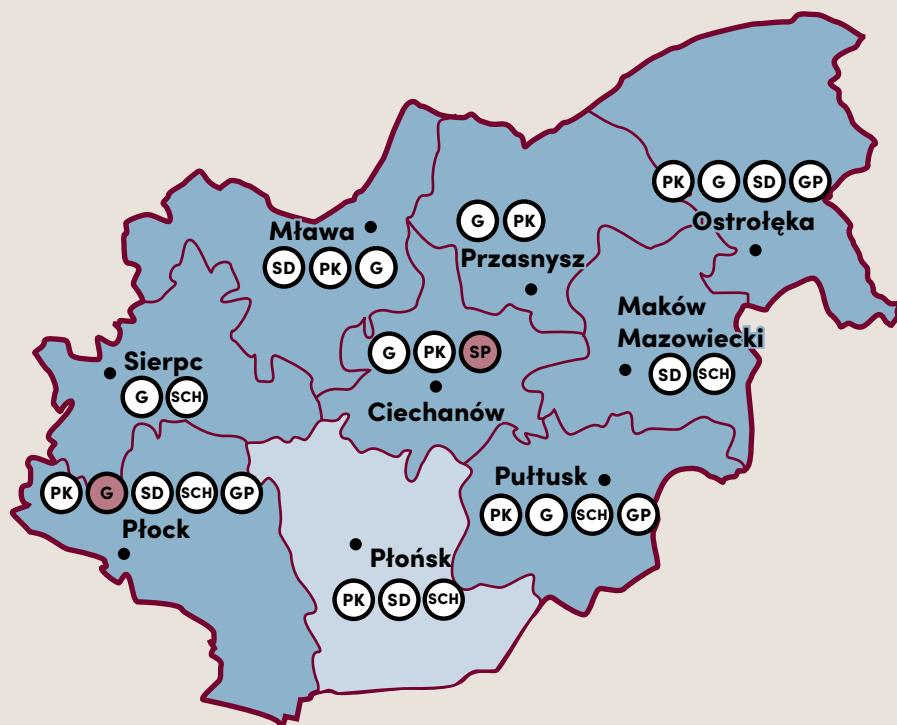 PK G SD GP
Ostrołęka
G PK
Przasnysz
Mława
SD PK G
Maków
Mazowiecki
SD SCH
G PK SP
Ciechanów
Sierpc
G SCH
PK G SD SCH GP
Płock
Pułtusk
PK G SCH GP
Płońsk
PK SD SCH